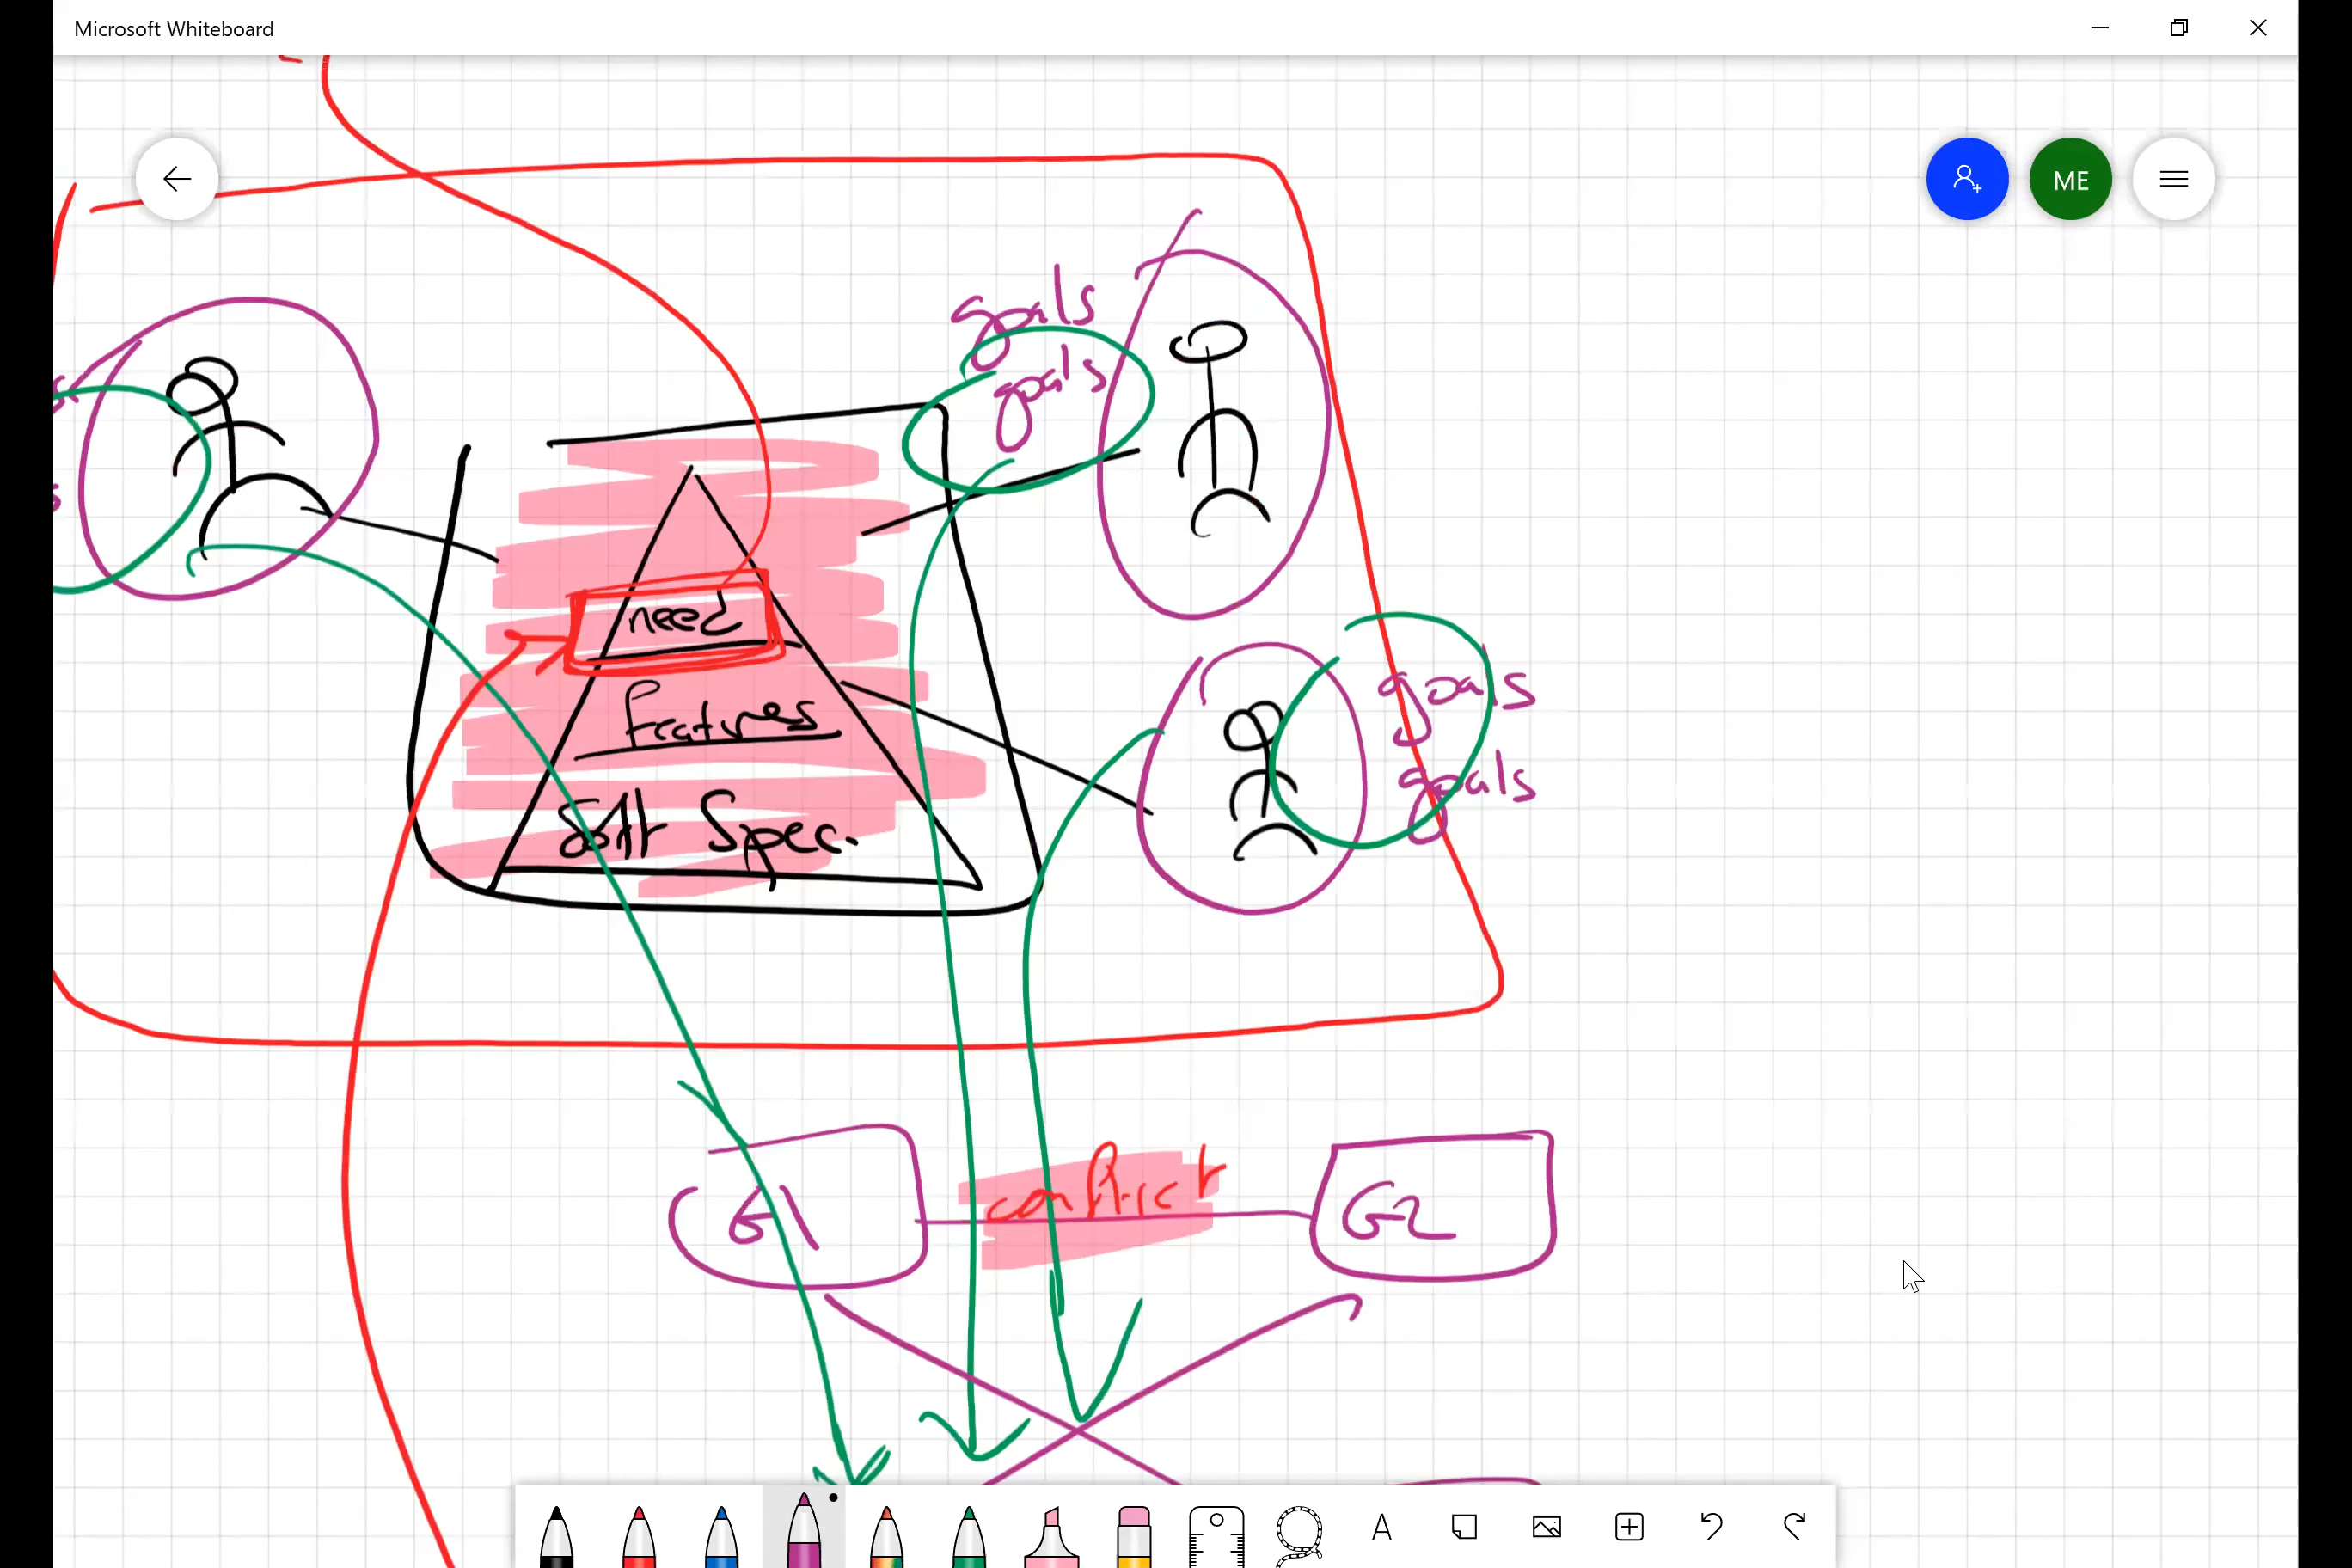 Microsoft Whiteboard
ME
goals
goals
need
features
goals
goals
Soft Spec.
G1
conflict
G2